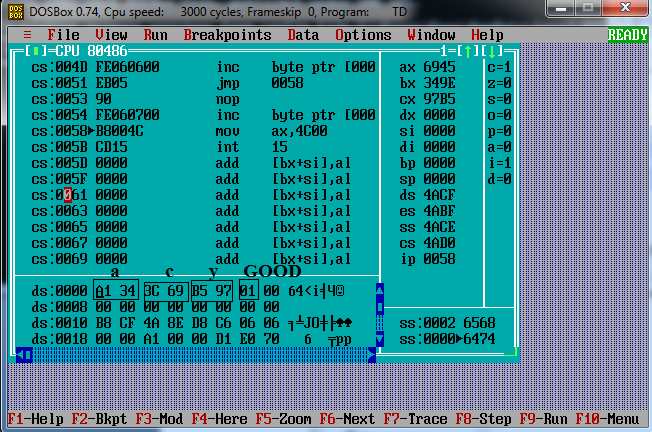 DOSBox 0.74, Cpu speed: 3000 cycles, Frameskip 0, Program: TD
≡ File View Run Breakpoints Data Options Window Help READY
[■]=CPU 80486 1=[↑][↓]
cs:004D FE060600 inc byte ptr [000 ax 6945 c=1
cs:0051 EB05 jmp 0058 bx 349E z=0
cs:0053 90 nop cx 97B5 s=0
cs:0054 FE060700 inc byte ptr [000 dx 0000 o=0
cs:0058►B8004C mov ax,4C00 si 0000 p=0
cs:005B CD15 int 15 di 0000 a=0
cs:005D 0000 add [bx+si],al bp 0000 i=1
cs:005F 0000 add [bx+si],al sp 0000 d=0
cs:0061 0000 add [bx+si],al ds 4ACF
cs:0063 0000 add [bx+si],al es 4ABF
cs:0065 0000 add [bx+si],al ss 4ACE
cs:0067 0000 add [bx+si],al cs 4AD0
cs:0069 0000 add [bx+si],al ip 0058
a c y GOOD
ds:0000 A1 34 3C 69 B5 97 01 00 б4<i╡Ч☺
ds:0008 00 00 00 00 00 00 00 00
ds:0010 B8 CF 4A 8E D8 C6 06 06 ╕╧JО╪╞♠♠ ss:0002 6568
ds:0018 00 00 A1 00 00 D1 E0 70 б ╤рp ss:0000►6474
F1-Help F2-Bkpt F3-Mod F4-Here F5-Zoom F6-Next F7-Trace F8-Step F9-Run F10-Menu